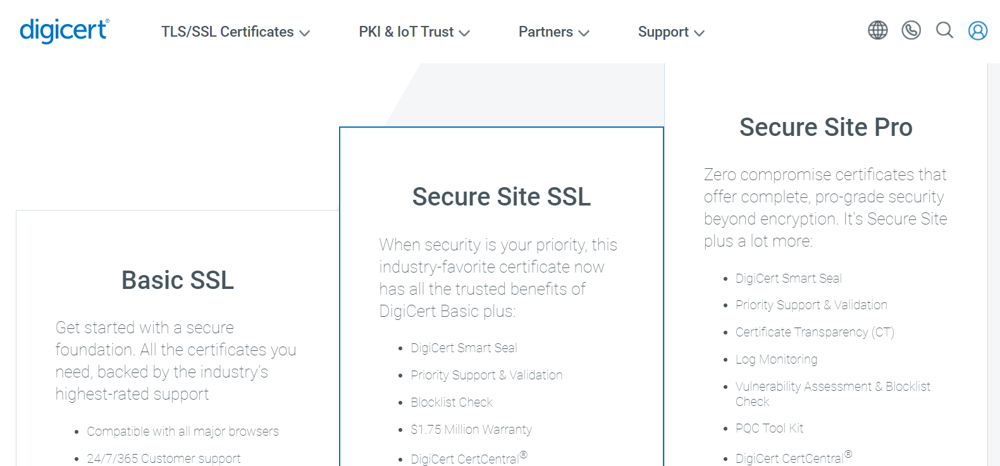 digicert®
TLS/SSL Certificates
PKI & IoT Trust
Partners
Support
Basic SSL
Get started with a secure
foundation. All the certificates you
need, backed by the industry's
highest-rated support
• Compatible with all major browsers
• 24/7/365 Customer support
Secure Site SSL
When security is your priority, this
industry-favorite certificate now
has all the trusted benefits of
DigiCert Basic plus:
• DigiCert Smart Seal
• Priority Support & Validation
• Blocklist Check
• $1.75 Million Warranty
• DigiCert CertCentral®
Secure Site Pro
Zero compromise certificates that
offer complete, pro-grade security
beyond encryption. It's Secure Site
plus a lot more:
• DigiCert Smart Seal
• Priority Support & Validation
• Certificate Transparency (CT)
• Log Monitoring
• Vulnerability Assessment & Blocklist
Check
• PQC Tool Kit
• DigiCert CertCentral®